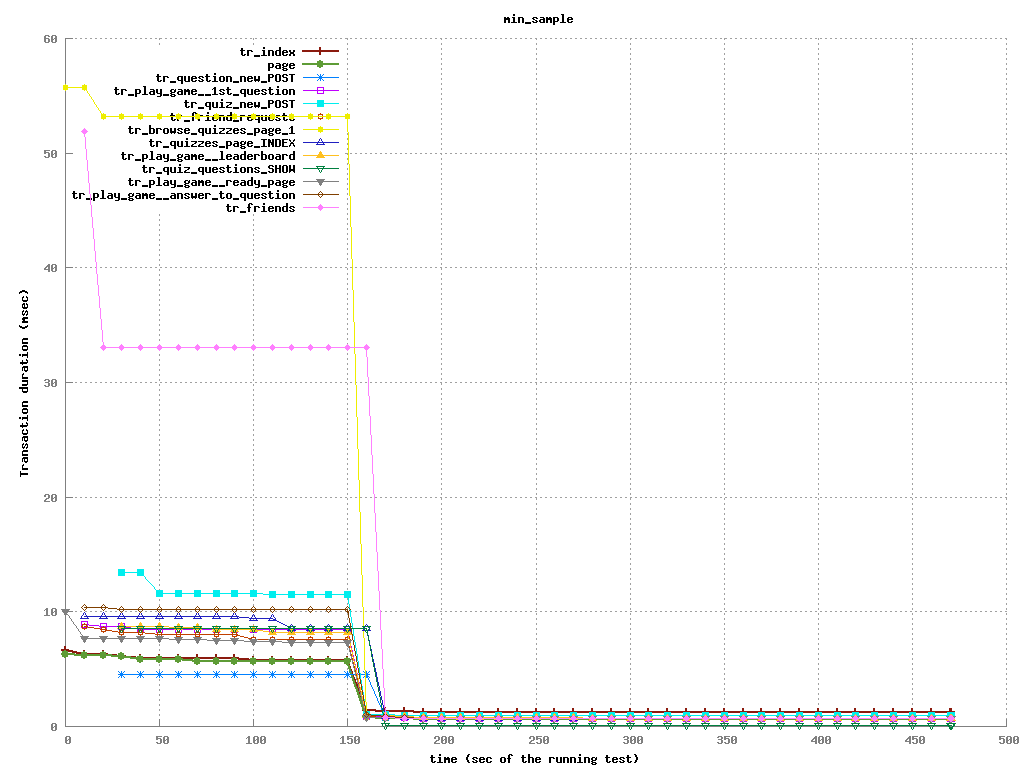 min_sample
60
50
40
30
20
10
0
Transaction duration (msec)
tr_index
page
tr_question_new_POST
tr_play_game__1st_question
tr_quiz_new_POST
tr_friend_requests
tr_browse_quizzes_page_1
tr_quizzes_page_INDEX
tr_play_game__leaderboard
tr_quiz_questions_SHOW
tr_play_game__ready_page
tr_play_game__answer_to_question
tr_friends
0 50 100 150 200 250 300 350 400 450 500
time (sec of the running test)